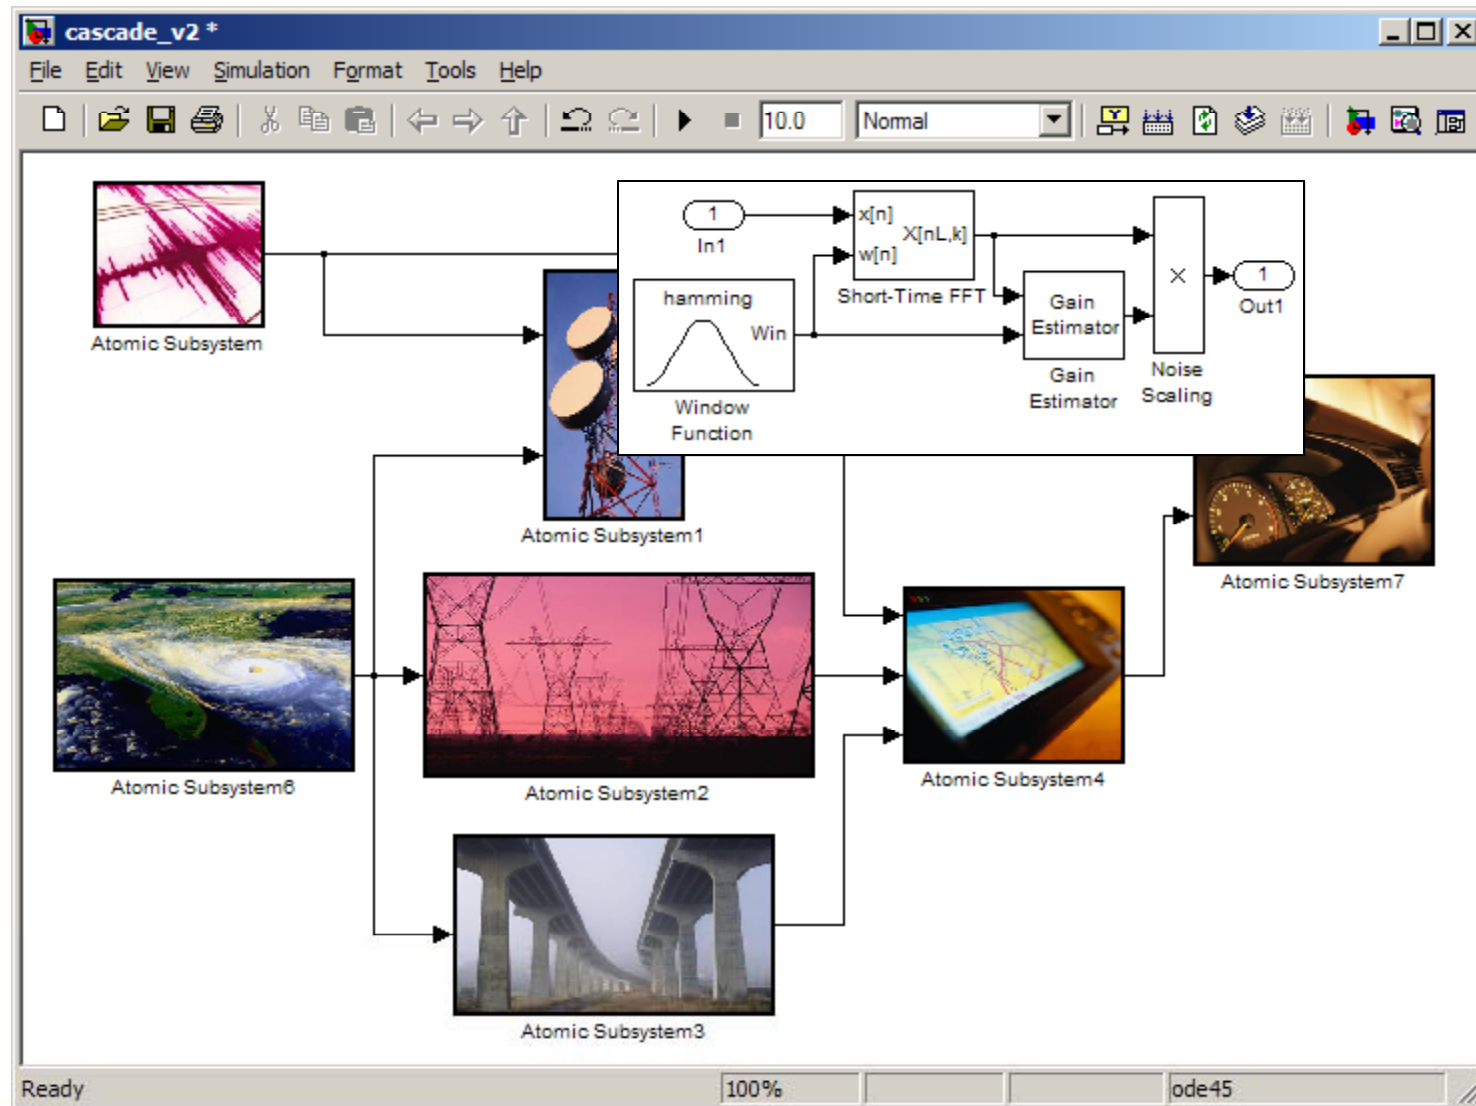 cascade_v2 *
File Edit View Simulation Format Tools Help
10.0 Normal
Atomic Subsystem
1
In1
x[n]
w[n]
X[nL,k]
Short-Time FFT
hamming
Win
Window
Function
Gain
Estimator
Gain
Estimator
×
Noise
Scaling
1
Out1
Atomic Subsystem1
Atomic Subsystem7
Atomic Subsystem6
Atomic Subsystem2
Atomic Subsystem4
Atomic Subsystem3
Ready 100% ode45